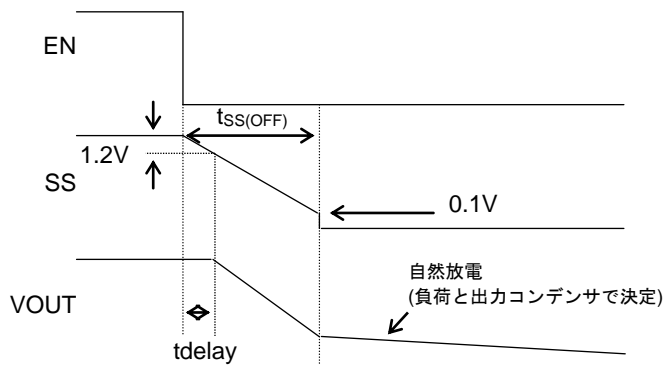 EN
tSS(OFF)
1.2V
SS
0.1V
自然放電
(負荷と出力コンデンサで決定)
VOUT
tdelay